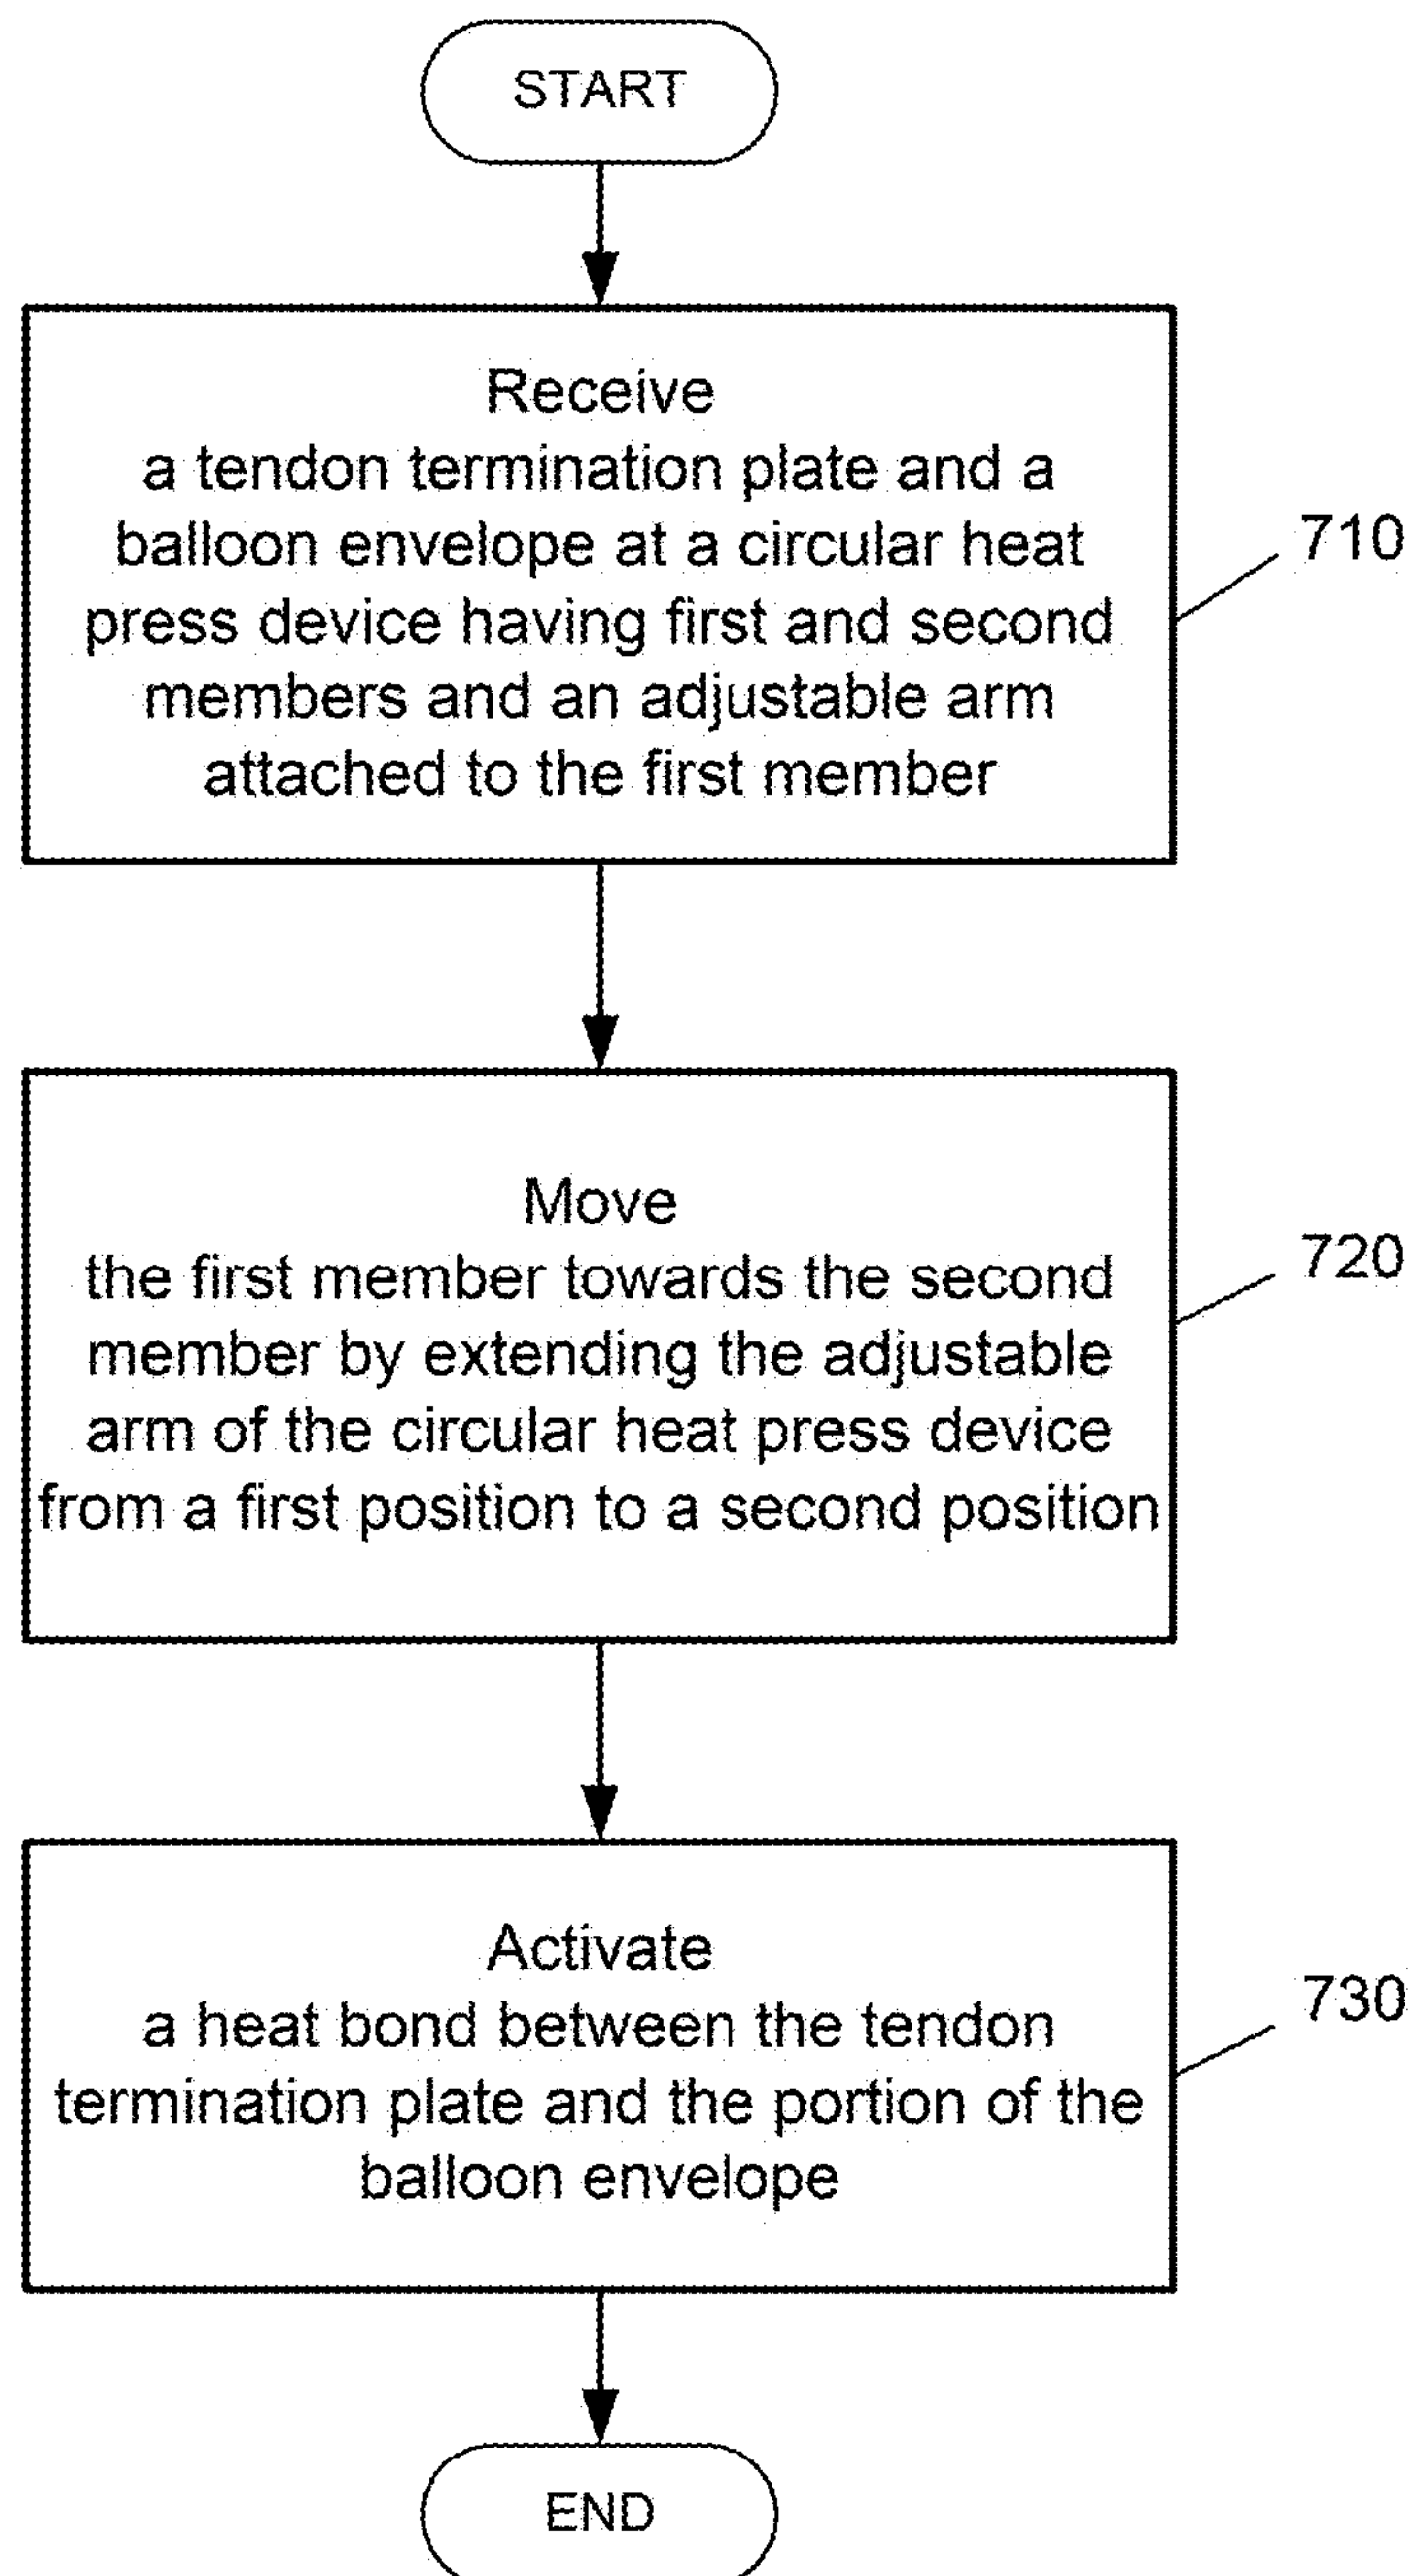 START
Receive
a tendon termination plate and a
balloon envelope at a circular heat
press device having first and second
members and an adjustable arm
attached to the first member
710
Move
the first member towards the second
member by extending the adjustable
arm of the circular heat press device
from a first position to a second position
720
Activate
a heat bond between the tendon
termination plate and the portion of the
balloon envelope
730
END